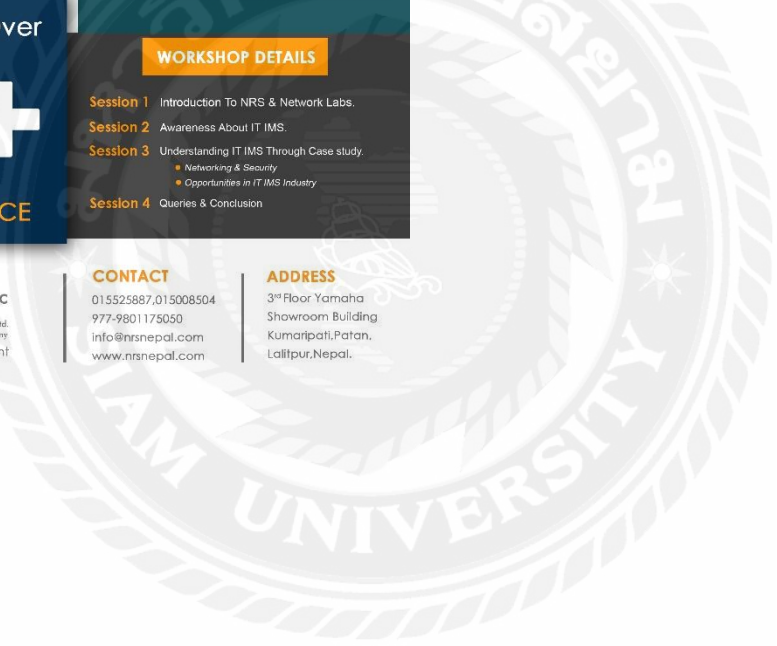 ver
WORKSHOP DETAILS
Session 1 Introduction To NRS & Network Labs.
Session 2 Awareness About IT IMS.
Session 3 Understanding IT IMS Through Case study.
• Networking & Security
• Opportunities in IT IMS Industry
CE
Session 4 Queries & Conclusion
CONTACT
015525887,015008504
977-9801175050
info@nrsnepal.com
www.nrsnepal.com
ADDRESS
3rd Floor Yamaha
Showroom Building
Kumaripati,Patan,
Lalitpur,Nepal.
SIAM UNIVERSITY